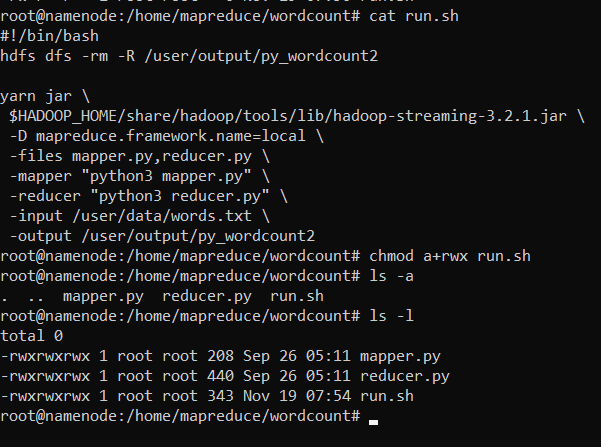 root@namenode:/home/mapreduce/wordcount# cat run.sh
#!/bin/bash
hdfs dfs -rm -R /user/output/py_wordcount2
yarn jar \
 $HADOOP_HOME/share/hadoop/tools/lib/hadoop-streaming-3.2.1.jar \
 -D mapreduce.framework.name=local \
 -files mapper.py,reducer.py \
 -mapper "python3 mapper.py" \
 -reducer "python3 reducer.py" \
 -input /user/data/words.txt \
 -output /user/output/py_wordcount2
root@namenode:/home/mapreduce/wordcount# chmod a+rwx run.sh
root@namenode:/home/mapreduce/wordcount# ls -a
.  ..  mapper.py  reducer.py  run.sh
root@namenode:/home/mapreduce/wordcount# ls -l
total 0
-rwxrwxrwx 1 root root 208 Sep 26 05:11 mapper.py
-rwxrwxrwx 1 root root 440 Sep 26 05:11 reducer.py
-rwxrwxrwx 1 root root 343 Nov 19 07:54 run.sh
root@namenode:/home/mapreduce/wordcount#